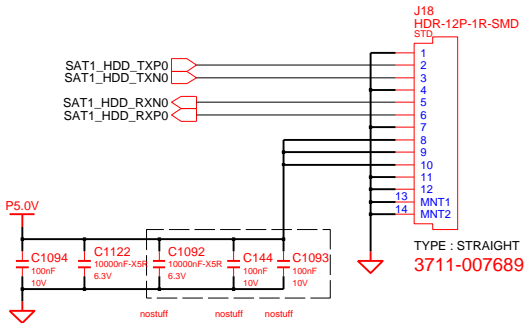 J18
HDR-12P-1R-SMD
STD
SAT1_HDD_TXP0
SAT1_HDD_TXN0
SAT1_HDD_RXN0
SAT1_HDD_RXP0
1
2
3
4
5
6
7
8
9
10
11
12
13 MNT1
14 MNT2
TYPE : STRAIGHT
3711-007689
P5.0V
C1094
100nF
10V
C1122
10000nF-X5R
6.3V
C1092
10000nF-X5R
6.3V
C144
100nF
10V
C1093
100nF
10V
nostuff nostuff nostuff